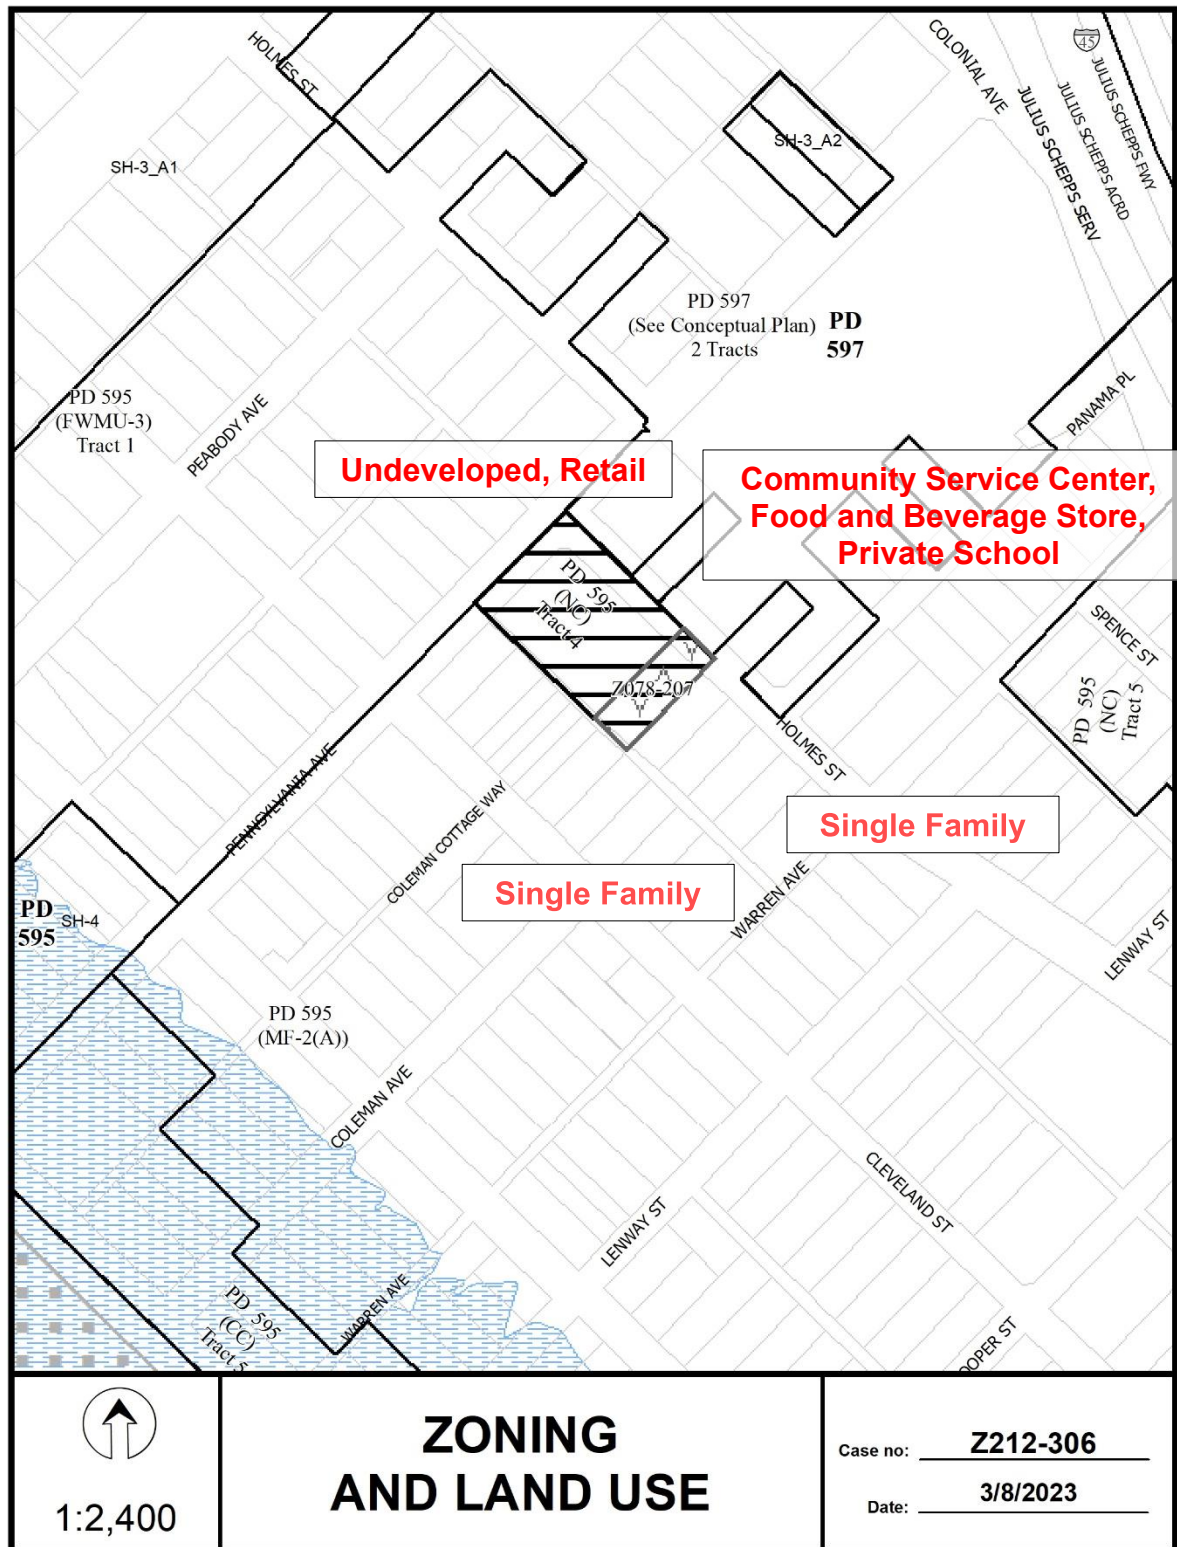 HOLMES ST
COLONIAL AVE
45
JULIUS SCHEPPS FWY
JULIUS SCHEPPS ACRD
JULIUS SCHEPPS SERV
SH-3_A1
SH-3_A2
PD 597
(See Conceptual Plan)
2 Tracts
PD
597
PD 595
(FWMU-3)
Tract 1
PEABODY AVE
PANAMA PL
Undeveloped, Retail
Community Service Center,
Food and Beverage Store,
Private School
PD 595
(NC)
Tract 4
Z078-207
SPENCE ST
PD 595
(NC)
Tract 5
HOLMES ST
PENNSYLVANIA AVE
COLEMAN COTTAGE WAY
Single Family
Single Family
WARREN AVE
LENWAY ST
PD
595
SH-4
PD 595
(MF-2(A))
COLEMAN AVE
CLEVELAND ST
LENWAY ST
WARREN AVE
PD 595
(CC)
Tract 5
OOPER ST
1:2,400
ZONING
AND LAND USE
Case no: Z212-306
Date: 3/8/2023